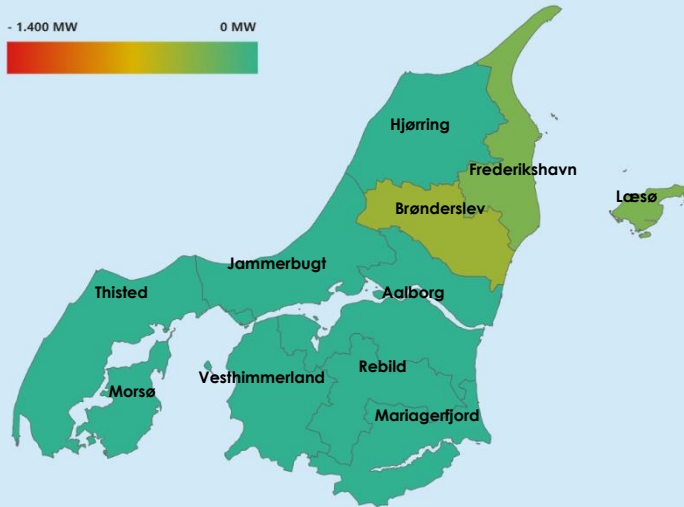 - 1.400 MW
0 MW
Hjørring
Frederikshavn
Læsø
Brønderslev
Jammerbugt
Thisted
Aalborg
Rebild
Vesthimmerland
Morsø
Mariagerfjord